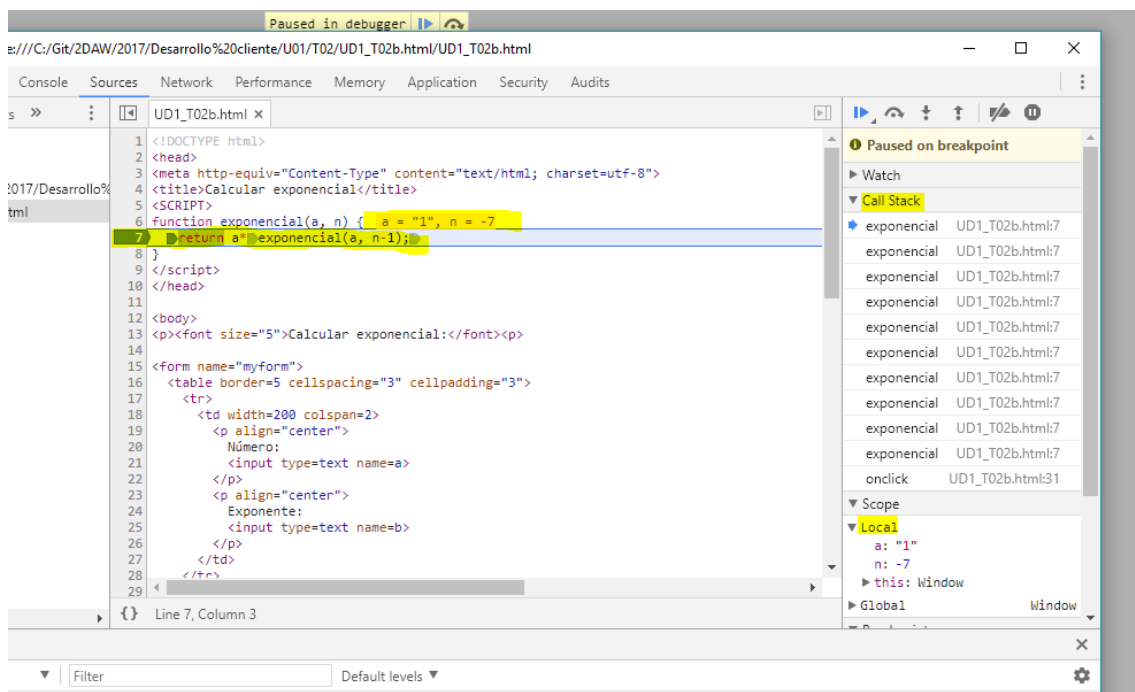 Paused in debugger
e:///C:/Git/2DAW/2017/Desarrollo%20cliente/U01/T02/UD1_T02b.html/UD1_T02b.html
Console Sources Network Performance Memory Application Security Audits
s » UD1_T02b.html ×
2017/Desarrollo%
tml
1 <!DOCTYPE html>
2 <head>
3 <meta http-equiv="Content-Type" content="text/html; charset=utf-8">
4 <title>Calcular exponencial</title>
5 <SCRIPT>
6 function exponencial(a, n) { a = "1", n = -7
7 return a* exponencial(a, n-1);
8 }
9 </script>
10 </head>
11
12 <body>
13 <p><font size="5">Calcular exponencial:</font><p>
14
15 <form name="myform">
16 <table border=5 cellspacing="3" cellpadding="3">
17 <tr>
18 <td width=200 colspan=2>
19 <p align="center">
20 Número:
21 <input type=text name=a>
22 </p>
23 <p align="center">
24 Exponente:
25 <input type=text name=b>
26 </p>
27 </td>
28 </tr>
29
{} Line 7, Column 3
Paused on breakpoint
Watch
Call Stack
exponencial UD1_T02b.html:7
exponencial UD1_T02b.html:7
exponencial UD1_T02b.html:7
exponencial UD1_T02b.html:7
exponencial UD1_T02b.html:7
exponencial UD1_T02b.html:7
exponencial UD1_T02b.html:7
exponencial UD1_T02b.html:7
exponencial UD1_T02b.html:7
exponencial UD1_T02b.html:7
onclick UD1_T02b.html:31
Scope
Local
a: "1"
n: -7
this: Window
Global Window
Filter Default levels